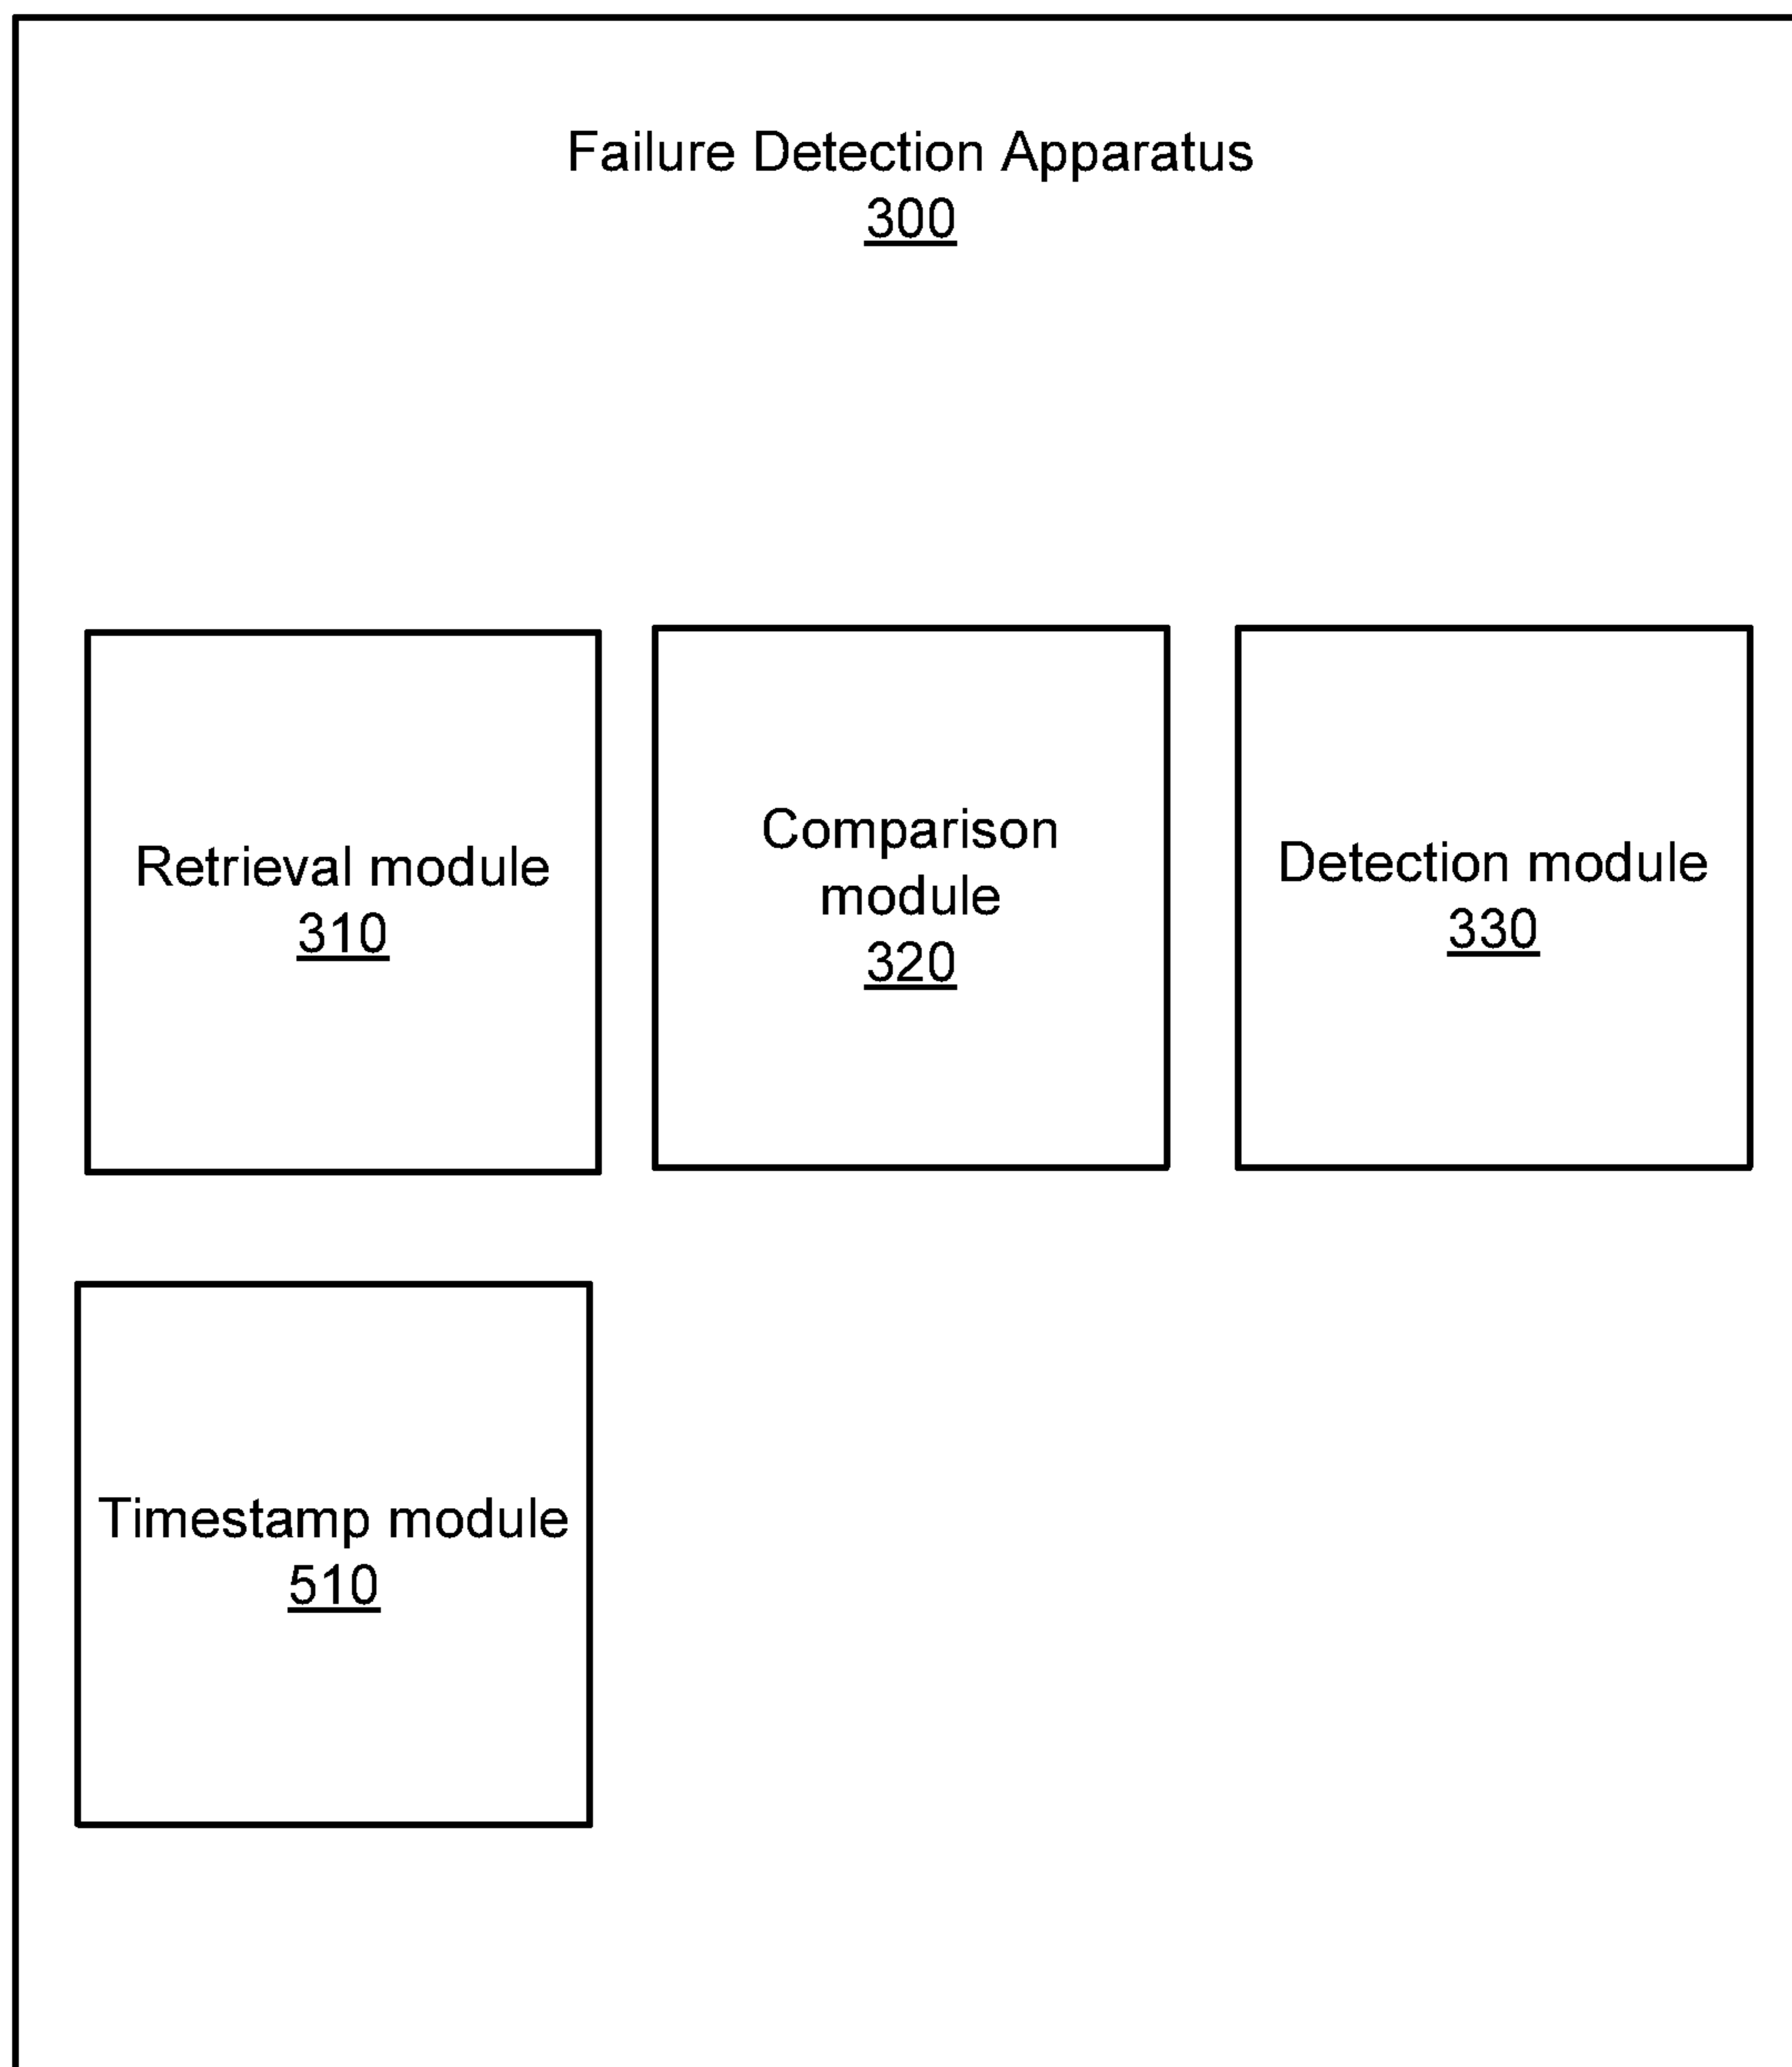 Failure Detection Apparatus
300
Retrieval module
310
Comparison
module
320
Detection module
330
Timestamp module
510